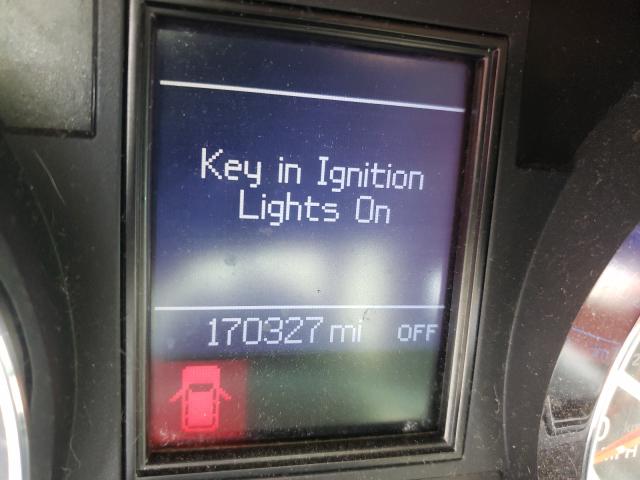 Key in Ignition
Lights On
170327 mi OFF